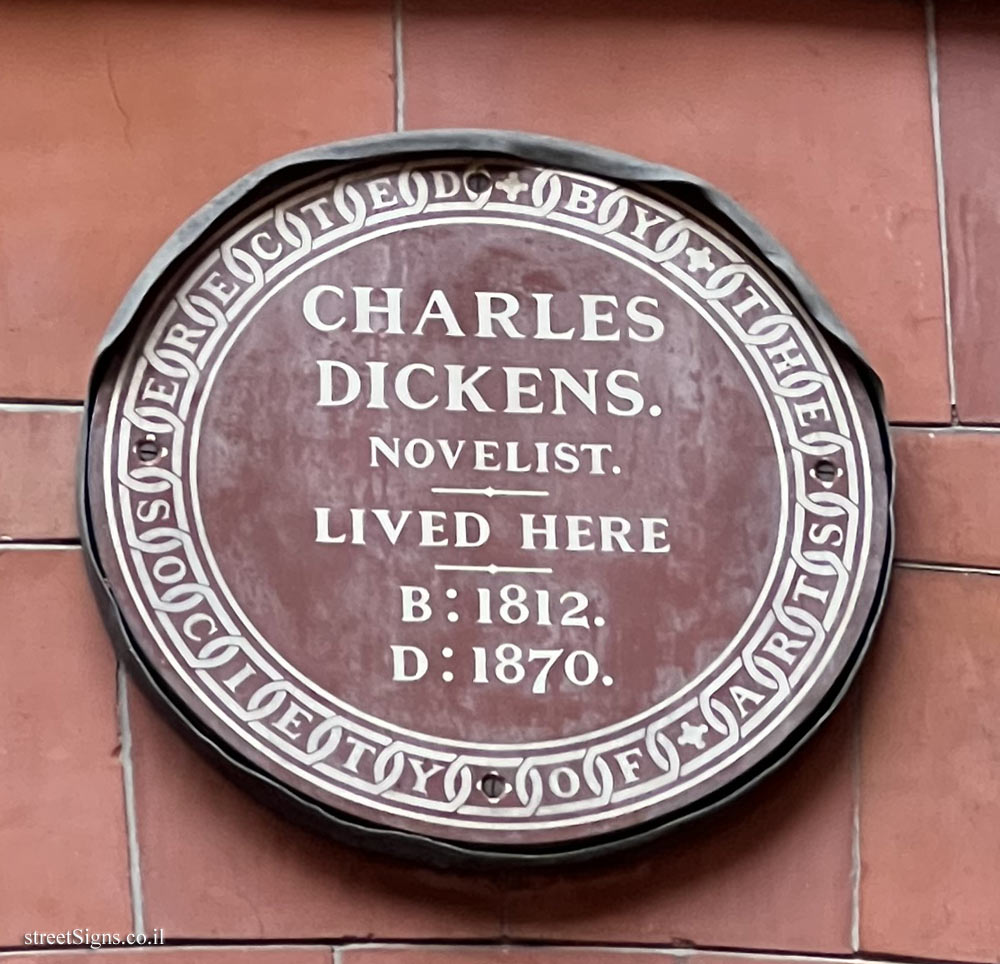 ERECTED BY THE
SOCIETY OF ARTS
CHARLES
DICKENS.
NOVELIST.
LIVED HERE
B: 1812.
D: 1870.
streetSigns.co.il